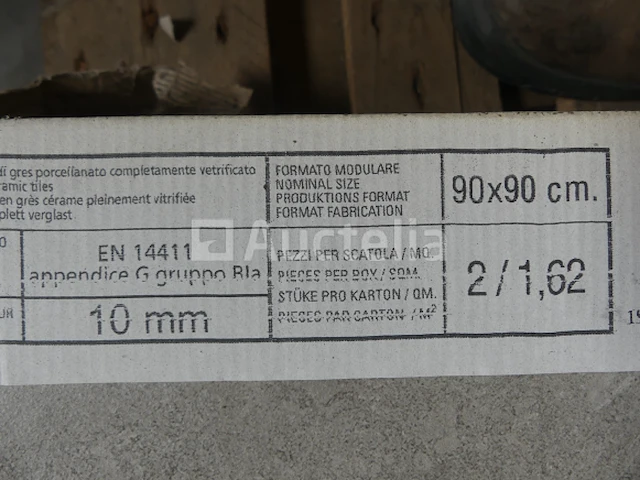 di gres porcellanato completamente vetrificato
ramic tiles
en grès cérame pleinement vitrifiée
plett verglast
FORMATO MODULARE
NOMINAL SIZE
PRODUKTIONS FORMAT
FORMAT FABRICATION
90x90 cm.
O
EN 14411
appendice G gruppo BIa
PEZZI PER SCATOLA / MQ.
PIECES PER BOX / SQM.
STÜKE PRO KARTON / QM.
PIECES PAR CARTON / M²
2 / 1,62
UR
10 mm
Auctelia